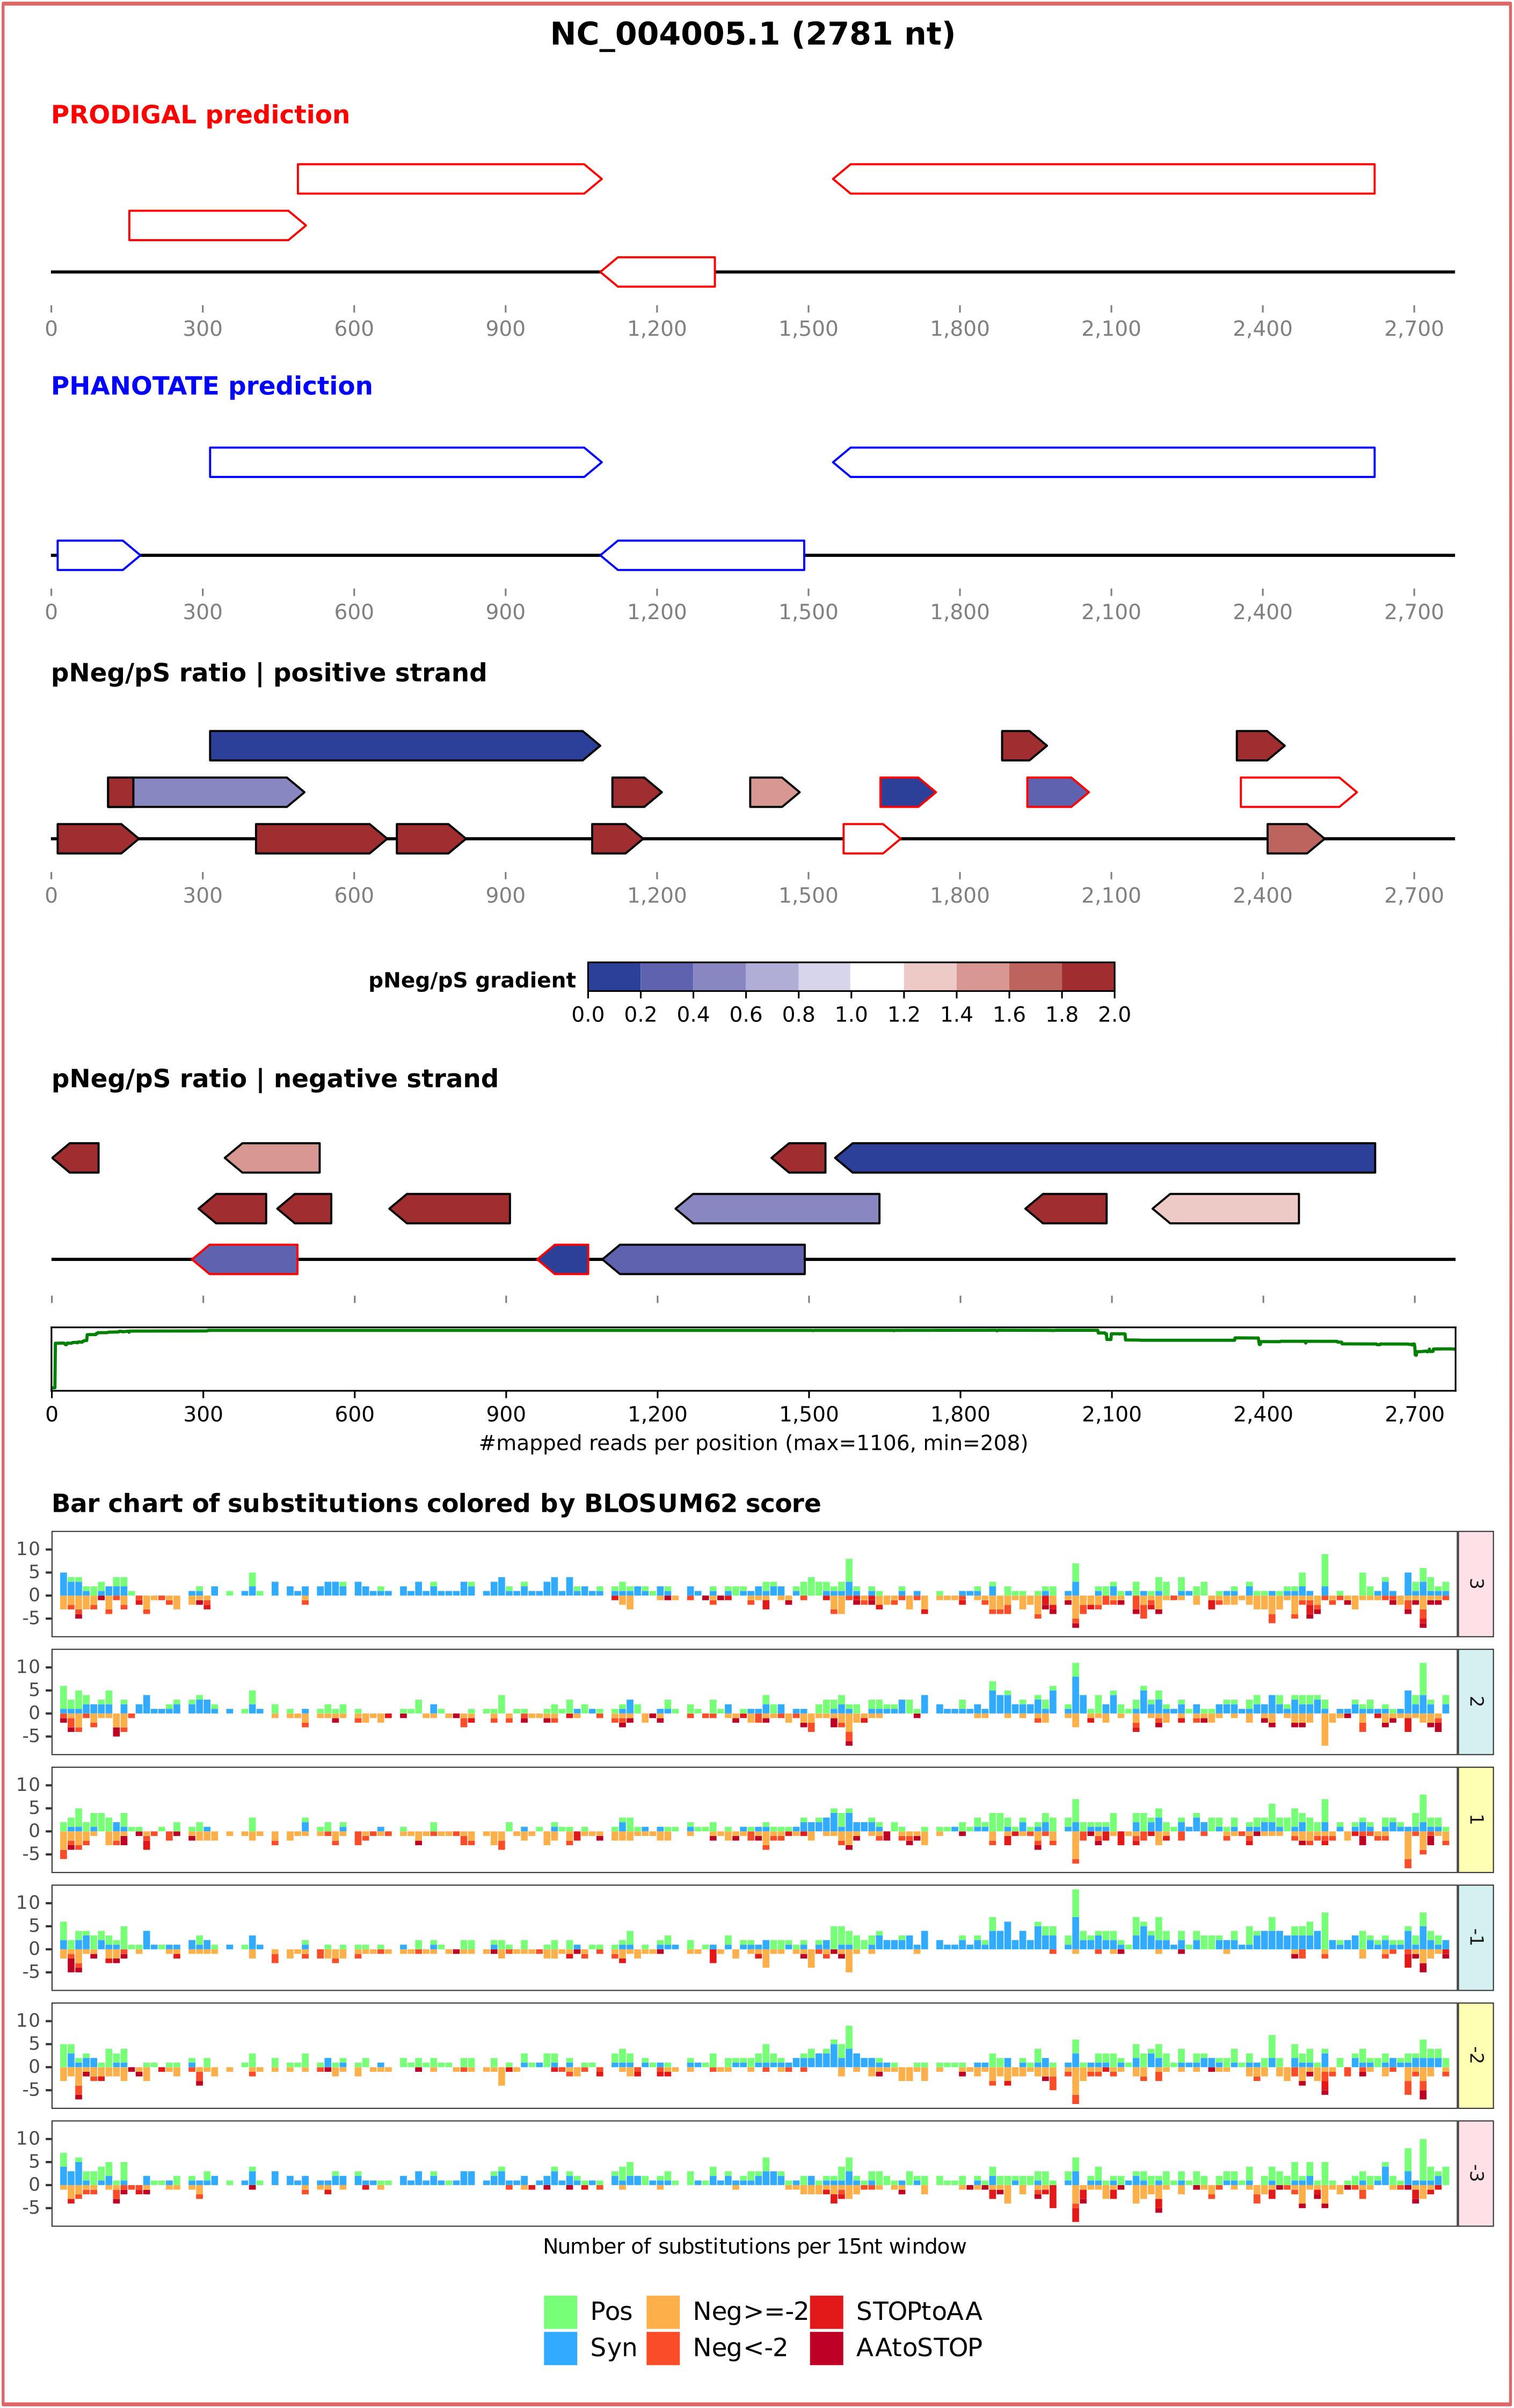 NC_004005.1 (2781 nt)
PRODIGAL prediction
0 300 600 900 1,200 1,500 1,800 2,100 2,400 2,700
PHANOTATE prediction
0 300 600 900 1,200 1,500 1,800 2,100 2,400 2,700
pNeg/pS ratio | positive strand
0 300 600 900 1,200 1,500 1,800 2,100 2,400 2,700
pNeg/pS gradient
0.0 0.2 0.4 0.6 0.8 1.0 1.2 1.4 1.6 1.8 2.0
pNeg/pS ratio | negative strand
0 300 600 900 1,200 1,500 1,800 2,100 2,400 2,700
#mapped reads per position (max=1106, min=208)
Bar chart of substitutions colored by BLOSUM62 score
10
5
0
-5
3
10
5
0
-5
2
10
5
0
-5
1
10
5
0
-5
-1
10
5
0
-5
-2
10
5
0
-5
-3
Number of substitutions per 15nt window
Pos Neg>=-2 STOPtoAA
Syn Neg<-2 AAtoSTOP